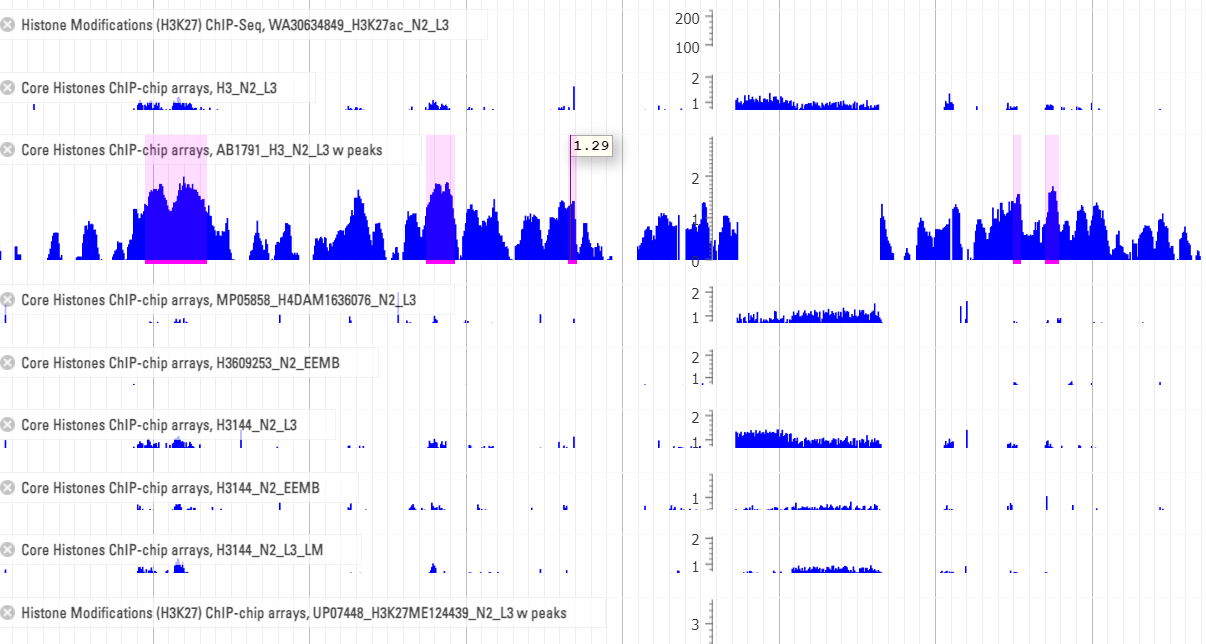 Histone Modifications (H3K27) ChIP-Seq, WA30634849_H3K27ac_N2_L3
200
100
Core Histones ChIP-chip arrays, H3_N2_L3
2
1
Core Histones ChIP-chip arrays, AB1791_H3_N2_L3 w peaks
1.29
2
1
0
Core Histones ChIP-chip arrays, MP05858_H4DAM1636076_N2_L3
2
1
Core Histones ChIP-chip arrays, H3609253_N2_EEMB
2
1
Core Histones ChIP-chip arrays, H3144_N2_L3
2
1
Core Histones ChIP-chip arrays, H3144_N2_EEMB
1
Core Histones ChIP-chip arrays, H3144_N2_L3_LM
2
1
Histone Modifications (H3K27) ChIP-chip arrays, UP07448_H3K27ME124439_N2_L3 w peaks
3